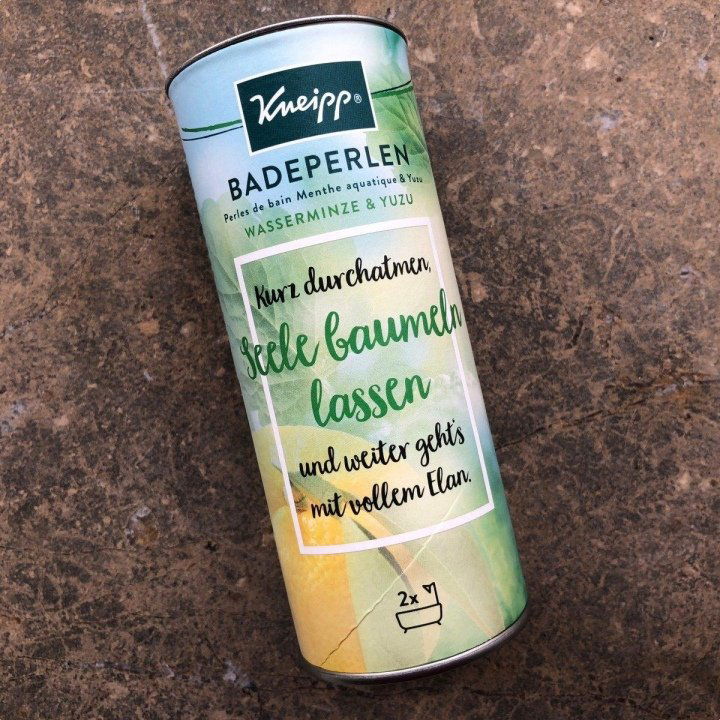 Kneipp®
BADEPERLEN
Perles de bain Menthe aquatique & Yuzu
WASSERMINZE & YUZU
Kurz durchatmen,
Seele baumeln
lassen
und weiter geht's
mit vollem Elan.
2x